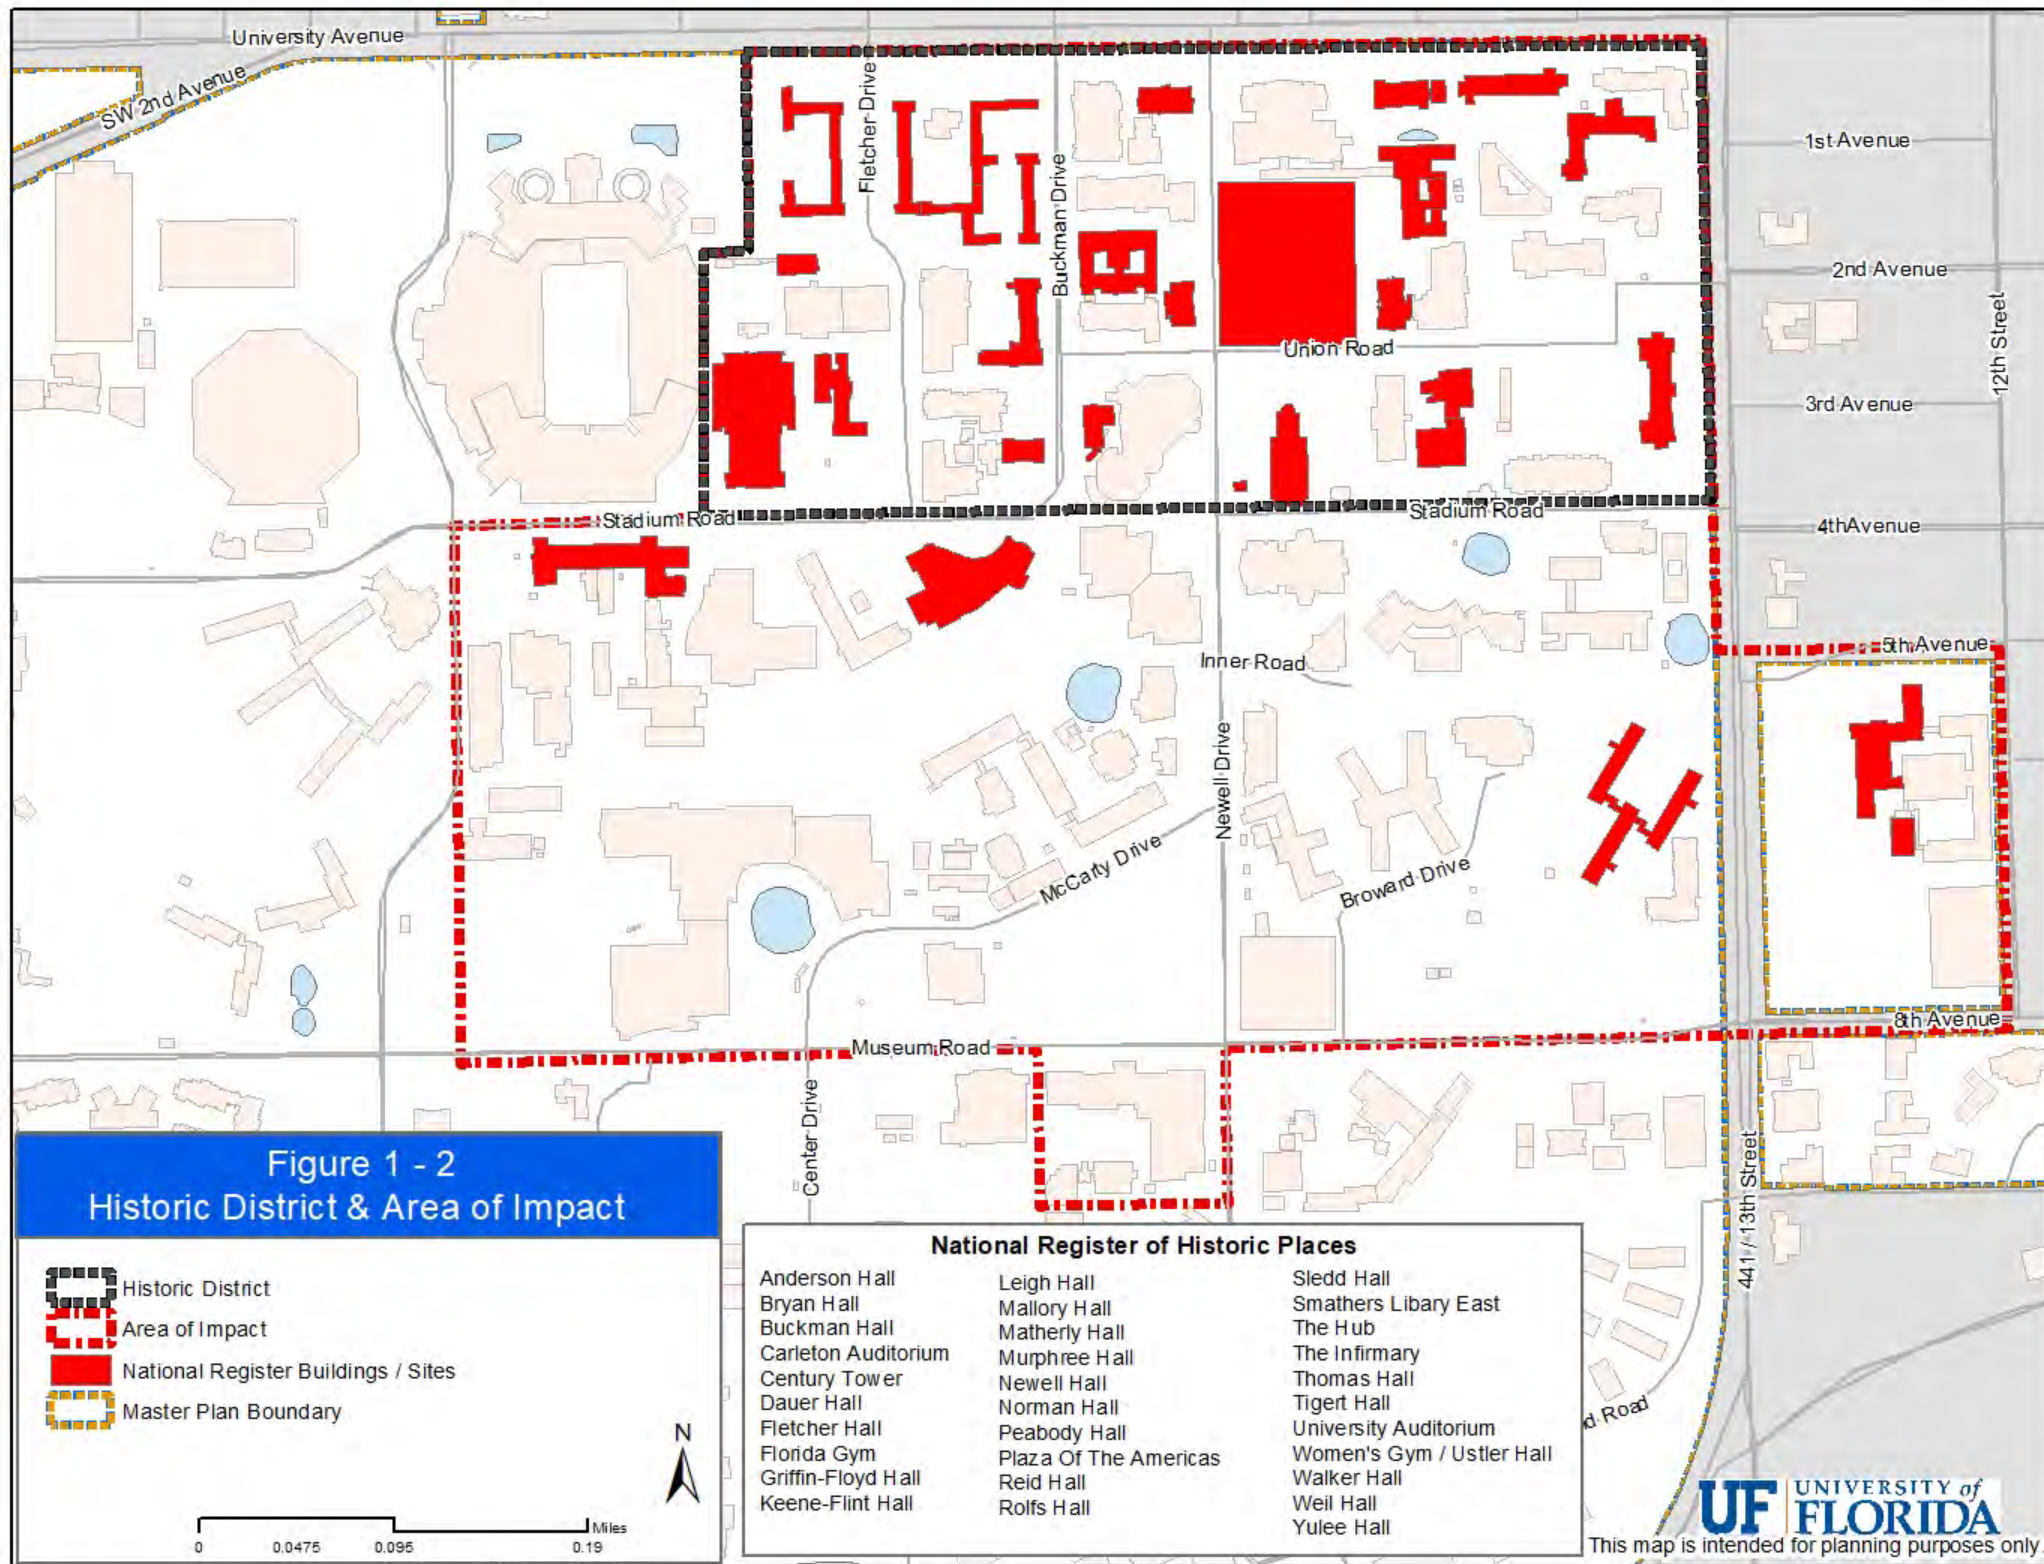 University Avenue
SW 2nd Avenue
Fletcher Drive
Buckman Drive
1st Avenue
2nd Avenue
12th Street
Union Road
3rd Avenue
Stadium Road
Stadium Road
4thAvenue
5th Avenue
Inner Road
Newell Drive
McCarty Drive
Broward Drive
8th Avenue
Museum Road
Center Drive
441 / 13th Street
d Road
Figure 1 - 2
Historic District & Area of Impact
Historic District
Area of Impact
National Register Buildings / Sites
Master Plan Boundary
N
Miles
0 0.0475 0.095 0.19
National Register of Historic Places
Anderson Hall
Bryan Hall
Buckman Hall
Carleton Auditorium
Century Tower
Dauer Hall
Fletcher Hall
Florida Gym
Griffin-Floyd Hall
Keene-Flint Hall
Leigh Hall
Mallory Hall
Matherly Hall
Murphree Hall
Newell Hall
Norman Hall
Peabody Hall
Plaza Of The Americas
Reid Hall
Rolfs Hall
Sledd Hall
Smathers Libary East
The Hub
The Infirmary
Thomas Hall
Tigert Hall
University Auditorium
Women's Gym / Ustler Hall
Walker Hall
Weil Hall
Yulee Hall
UF UNIVERSITY of
FLORIDA
This map is intended for planning purposes only